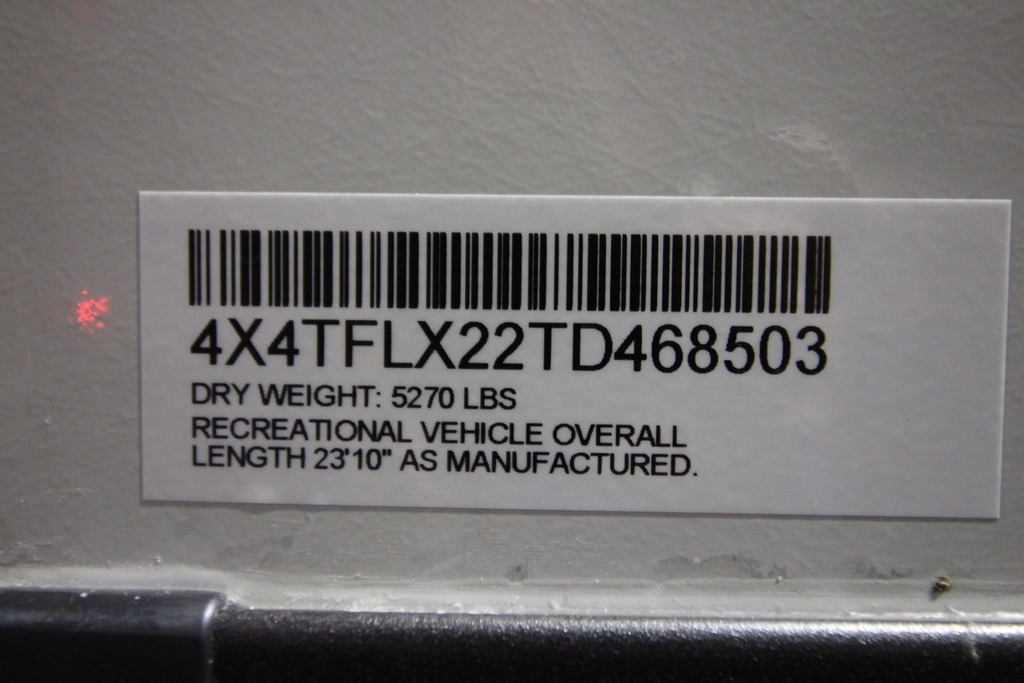 4X4TFLX22TD468503
DRY WEIGHT: 5270 LBS
RECREATIONAL VEHICLE OVERALL
LENGTH 23'10" AS MANUFACTURED.